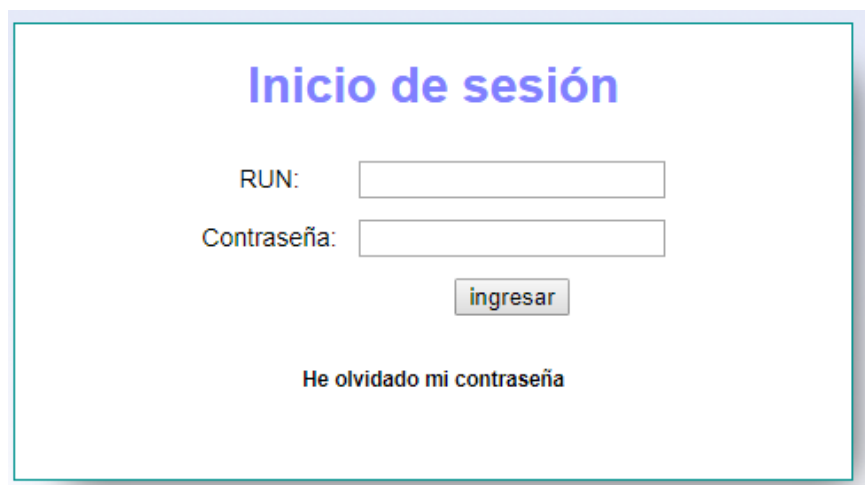 Inicio de sesión
RUN:
Contraseña:
ingresar
He olvidado mi contraseña